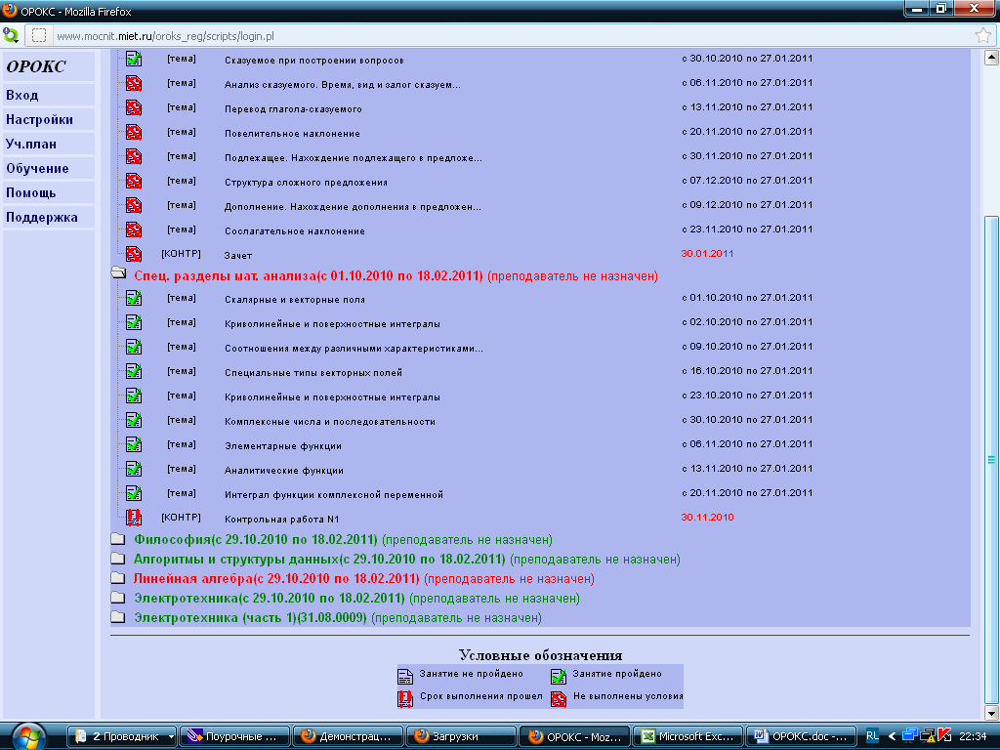 ОРОКС - Mozilla Firefox
www.mocnit.miet.ru/oroks_reg/scripts/login.pl
ОРОКС
Вход
Настройки
Уч.план
Обучение
Помощь
Поддержка
[тема] Сказуемое при построении вопросов с 30.10.2010 по 27.01.2011
[тема] Анализ сказуемого. Время, вид и залог сказуем... с 06.11.2010 по 27.01.2011
[тема] Перевод глагола-сказуемого с 13.11.2010 по 27.01.2011
[тема] Повелительное наклонение с 20.11.2010 по 27.01.2011
[тема] Подлежащее. Нахождение подлежащего в предложе... с 30.11.2010 по 27.01.2011
[тема] Структура сложного предложения с 07.12.2010 по 27.01.2011
[тема] Дополнение. Нахождение дополнения в предложен... с 09.12.2010 по 27.01.2011
[тема] Сослагательное наклонение с 23.11.2010 по 27.01.2011
[КОНТР] Зачет 30.01.2011
Спец. разделы мат. анализа(с 01.10.2010 по 18.02.2011) (преподаватель не назначен)
[тема] Скалярные и векторные поля с 01.10.2010 по 27.01.2011
[тема] Криволинейные и поверхностные интегралы с 02.10.2010 по 27.01.2011
[тема] Соотношения между различными характеристиками... с 09.10.2010 по 27.01.2011
[тема] Специальные типы векторных полей с 16.10.2010 по 27.01.2011
[тема] Криволинейные и поверхностные интегралы с 23.10.2010 по 27.01.2011
[тема] Комплексные числа и последовательности с 30.10.2010 по 27.01.2011
[тема] Элементарные функции с 06.11.2010 по 27.01.2011
[тема] Аналитические функции с 13.11.2010 по 27.01.2011
[тема] Интеграл функции комплексной переменной с 20.11.2010 по 27.01.2011
[КОНТР] Контрольная работа N1 30.11.2010
Философия(с 29.10.2010 по 18.02.2011) (преподаватель не назначен)
Алгоритмы и структуры данных(с 29.10.2010 по 18.02.2011) (преподаватель не назначен)
Линейная алгебра(с 29.10.2010 по 18.02.2011) (преподаватель не назначен)
Электротехника(с 29.10.2010 по 18.02.2011) (преподаватель не назначен)
Электротехника (часть 1)(31.08.0009) (преподаватель не назначен)
Условные обозначения
Занятие не пройдено Занятие пройдено
Срок выполнения прошел Не выполнены условия
2 Проводник Поурочные ... Демонстрац... Загрузки ОРОКС - Moz... Microsoft Exc... ОРОКС.doc -... RL 22:34